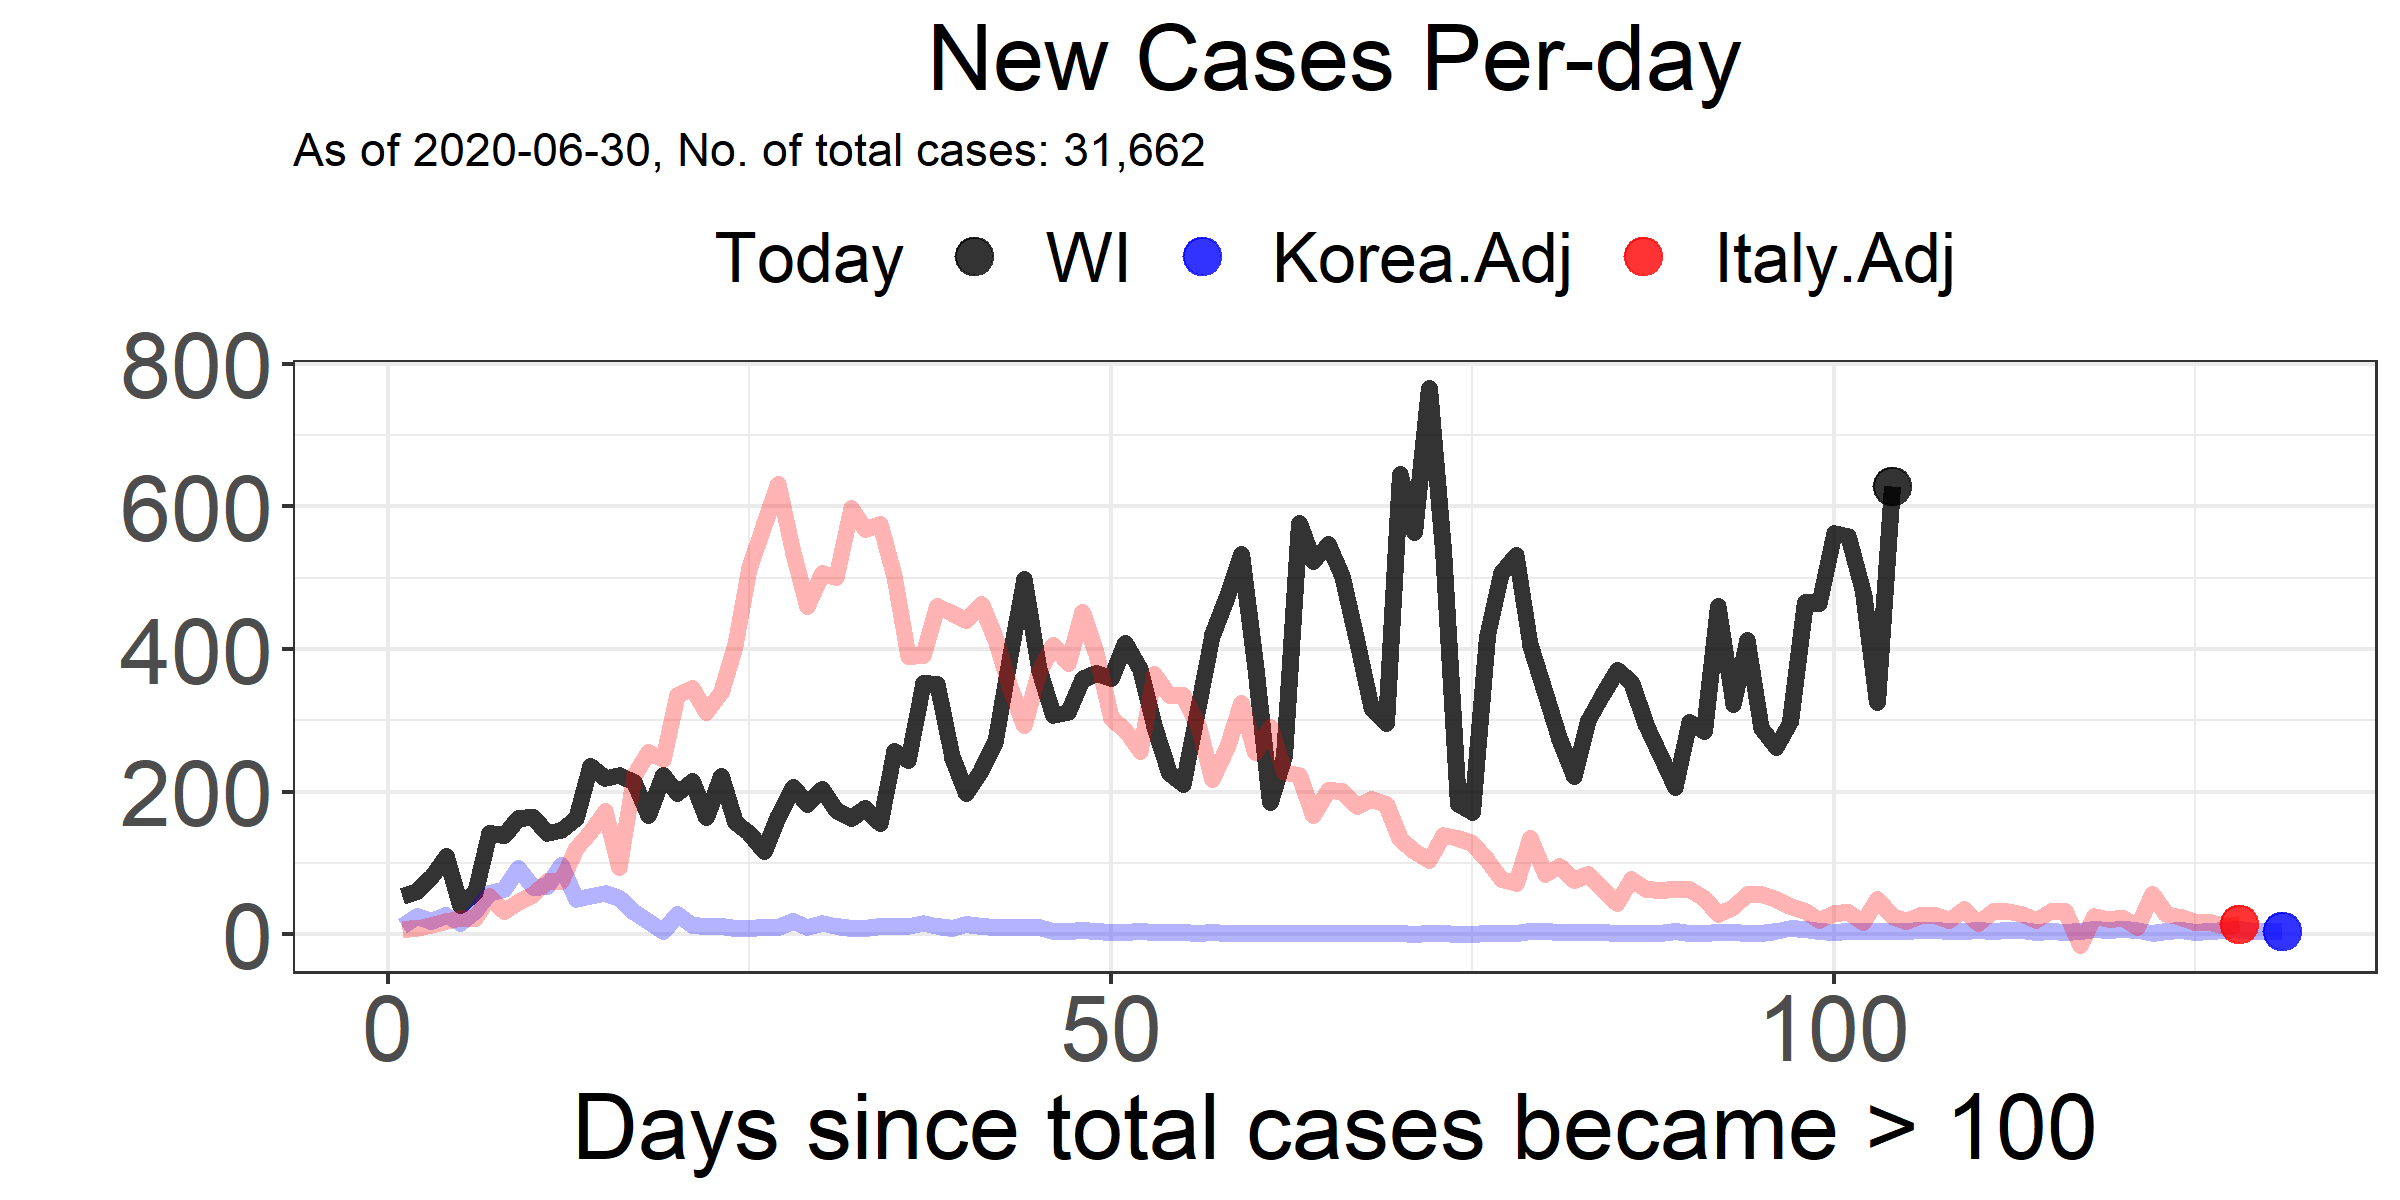 New Cases Per-day
As of 2020-06-30, No. of total cases: 31,662
Today WI Korea.Adj Italy.Adj
800
600
400
200
0
0 50 100
Days since total cases became > 100